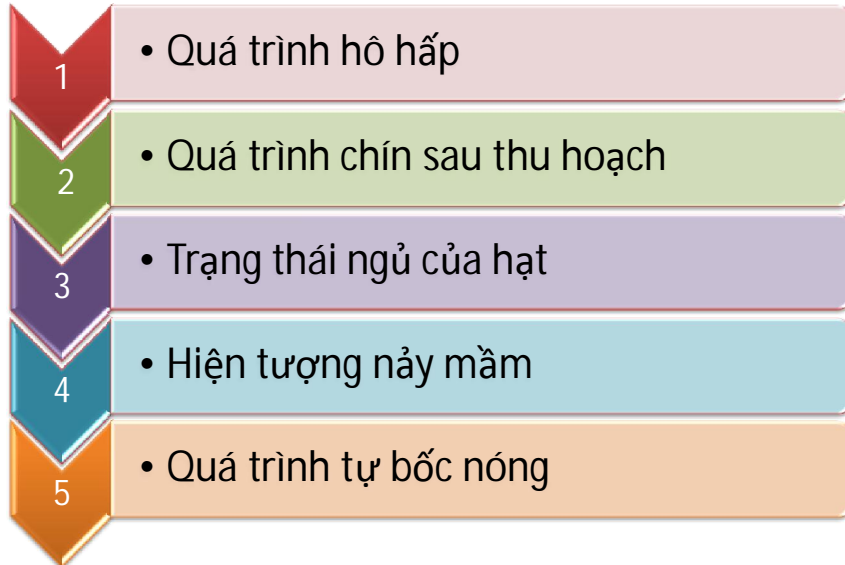 1
• Quá trình hô hấp
2
• Quá trình chín sau thu hoạch
3
• Trạng thái ngủ của hạt
4
• Hiện tượng nảy mầm
5
• Quá trình tự bốc nóng